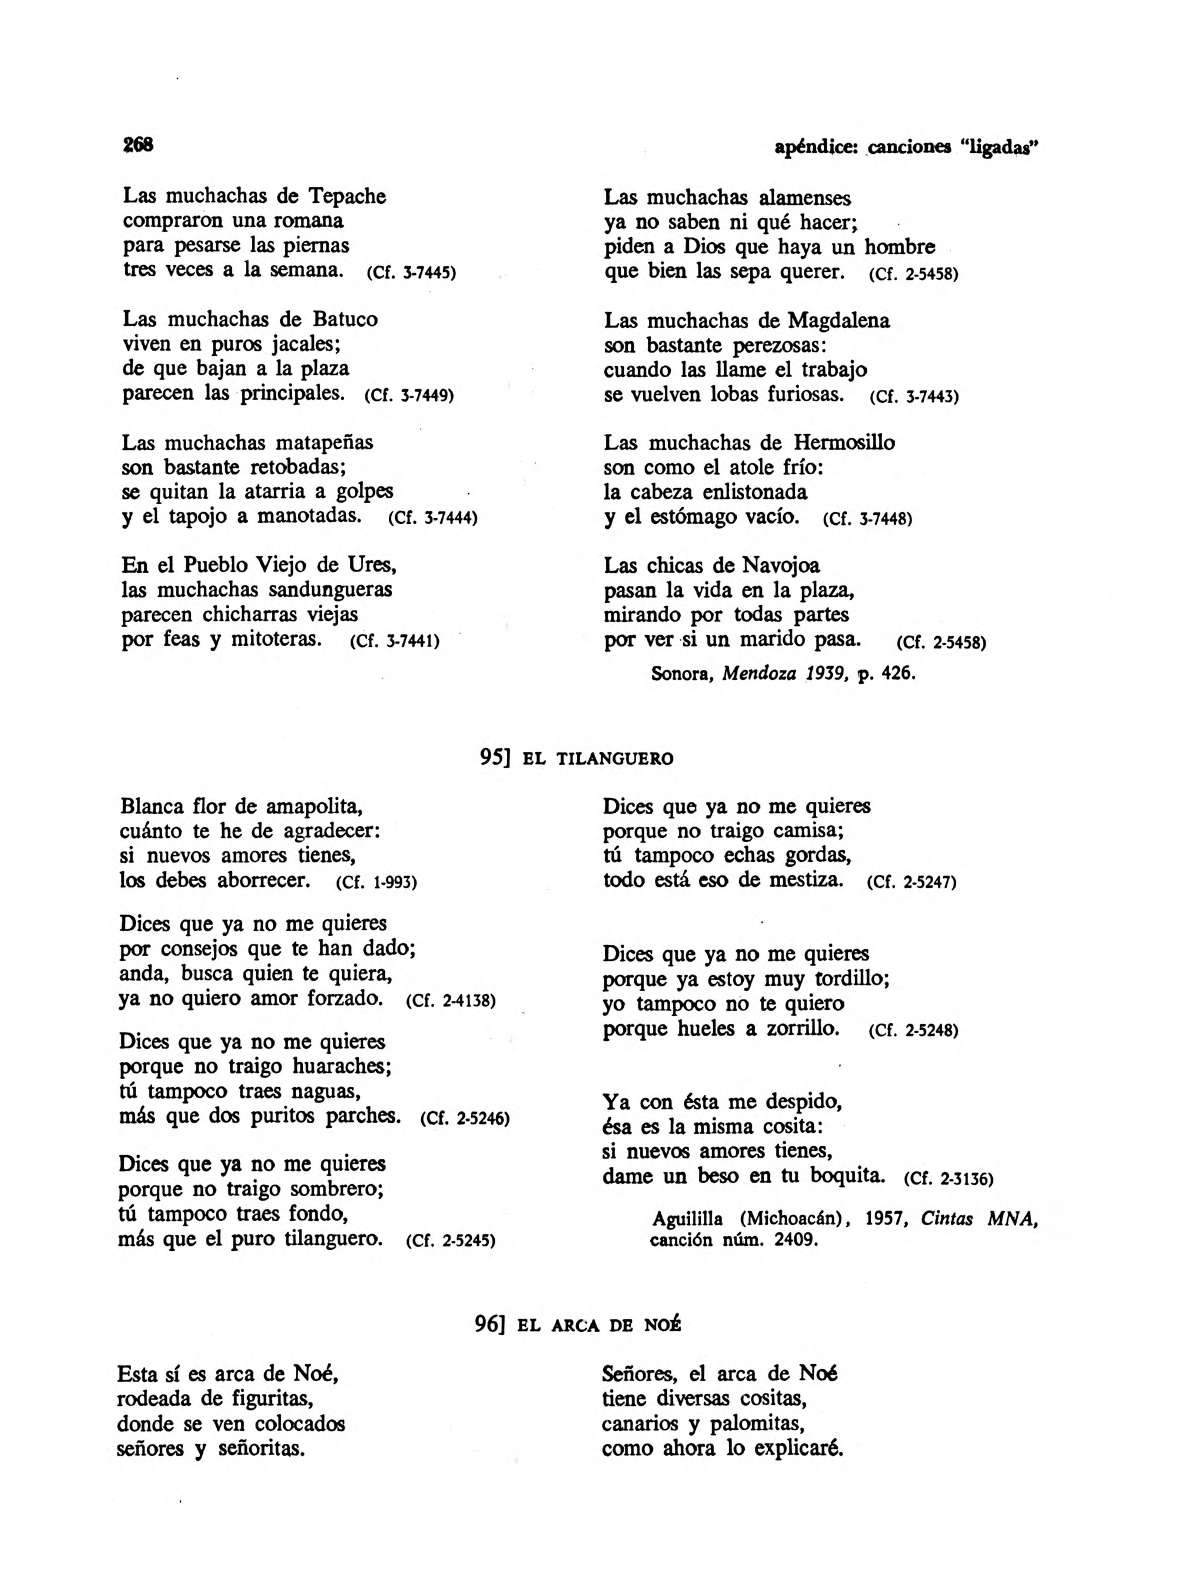 268
apéndice: canciones "ligadas"
Las muchachas de Tepache
compraron una romana
para pesarse las piernas
tres veces a la semana. (Cf. 3-7445)
Las muchachas de Batuco
viven en puros jacales;
de que bajan a la plaza
parecen las principales. (Cf. 3-7449)
Las muchachas matapeñas
son bastante retobadas;
se quitan la atarria a golpes
y el tapojo a manotadas. (Cf. 3-7444)
En el Pueblo Viejo de Ures,
las muchachas sandungueras
parecen chicharras viejas
por feas y mitoteras. (Cf. 3-7441)
Las muchachas alamenses
ya no saben ni qué hacer;
piden a Dios que haya un hombre
que bien las sepa querer. (Cf. 2-5458)
Las muchachas de Magdalena
son bastante perezosas:
cuando las llame el trabajo
se vuelven lobas furiosas. (Cf. 3-7443)
Las muchachas de Hermosillo
son como el atole frío:
la cabeza enlistonada
y el estómago vacío. (Cf. 3-7448)
Las chicas de Navojoa
pasan la vida en la plaza,
mirando por todas partes
por ver si un marido pasa. (Cf. 2-5458)
Sonora, Mendoza 1939, p. 426.
95] EL TILANGUERO
Blanca flor de amapolita,
cuánto te he de agradecer:
si nuevos amores tienes,
los debes aborrecer. (Cf. 1-993)
Dices que ya no me quieres
por consejos que te han dado;
anda, busca quien te quiera,
ya no quiero amor forzado. (Cf. 2-4138)
Dices que ya no me quieres
porque no traigo huaraches;
tú tampoco traes naguas,
más que dos puritos parches. (Cf. 2-5246)
Dices que ya no me quieres
porque no traigo sombrero;
tú tampoco traes fondo,
más que el puro tilanguero. (Cf. 2-5245)
Dices que ya no me quieres
porque no traigo camisa;
tú tampoco echas gordas,
todo está eso de mestiza. (Cf. 2-5247)
Dices que ya no me quieres
porque ya estoy muy tordillo;
yo tampoco no te quiero
porque hueles a zorrillo. (Cf. 2-5248)
Ya con ésta me despido,
ésa es la misma cosita:
si nuevos amores tienes,
dame un beso en tu boquita. (Cf. 2-3136)
Aguililla (Michoacán), 1957, Cintas MNA,
canción núm. 2409.
96] EL ARCA DE NOÉ
Esta sí es arca de Noé,
rodeada de figuritas,
donde se ven colocados
señores y señoritas.
Señores, el arca de Noé
tiene diversas cositas,
canarios y palomitas,
como ahora lo explicaré.